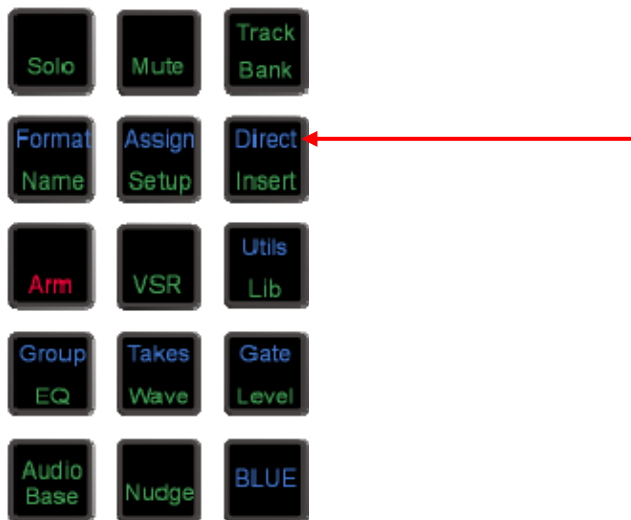 Solo
Mute
Track
Bank
Format
Name
Assign
Setup
Direct
Insert
Arm
VSR
Utils
Lib
Group
EQ
Takes
Wave
Gate
Level
Audio
Base
Nudge
BLUE